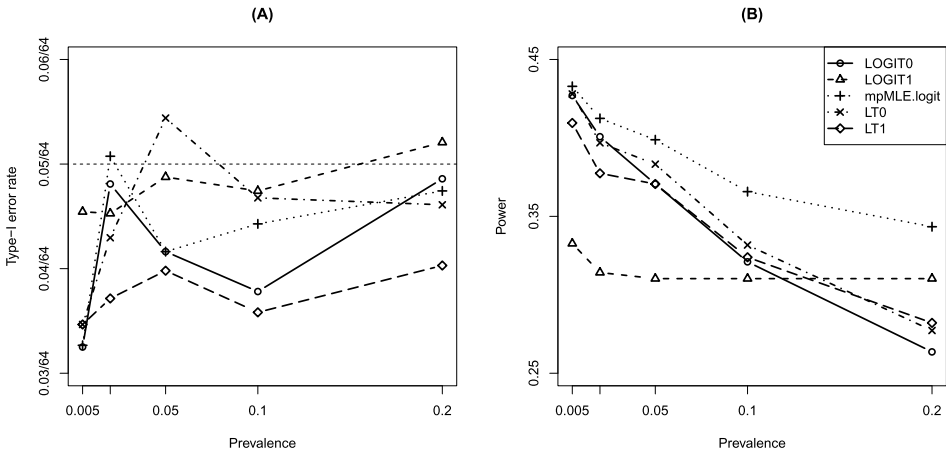 (A)
Type−I error rate
0.06/64
0.05/64
0.04/64
0.03/64
0.005
0.05
0.1
0.2
Prevalence
(B)
Power
0.45
0.35
0.25
0.005
0.05
0.1
0.2
Prevalence
LOGIT0
LOGIT1
mpMLE.logit
LT0
LT1